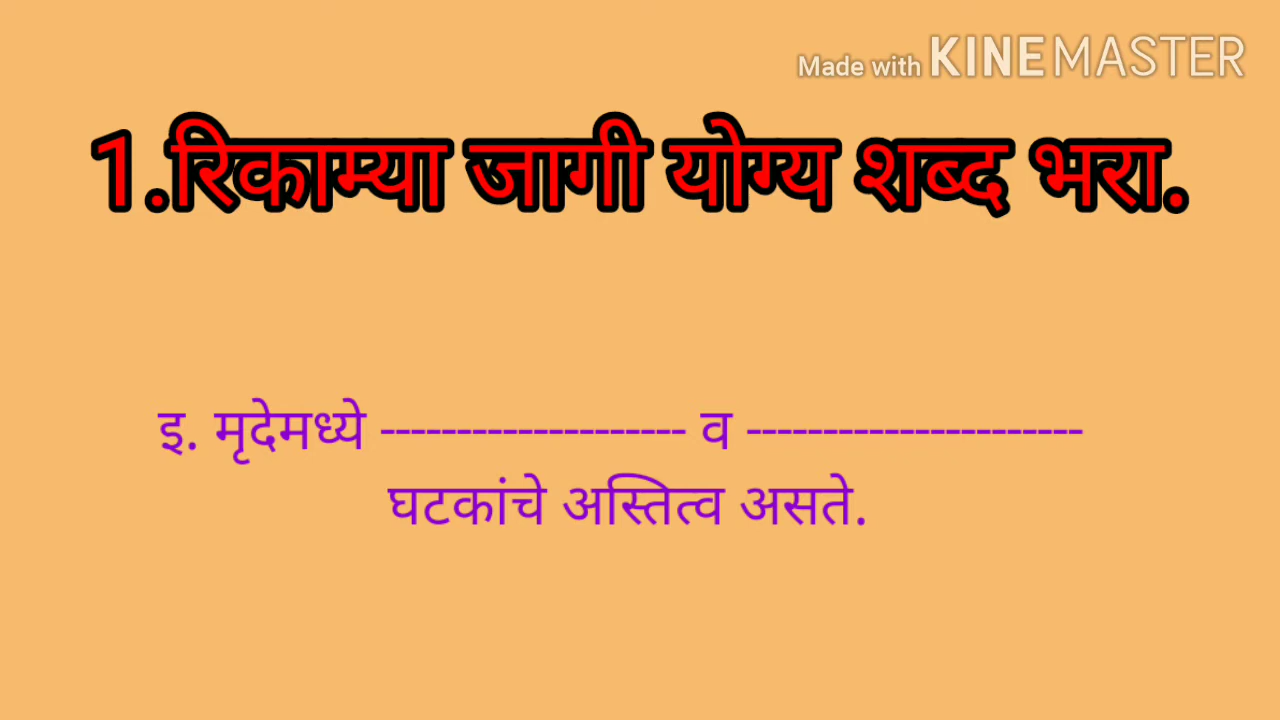 Made with KINEMASTER
1.रिकाम्या जागी योग्य शब्द भरा.
इ. मृदेमध्ये -------------------- व ----------------------
घटकांचे अस्तित्व असते.